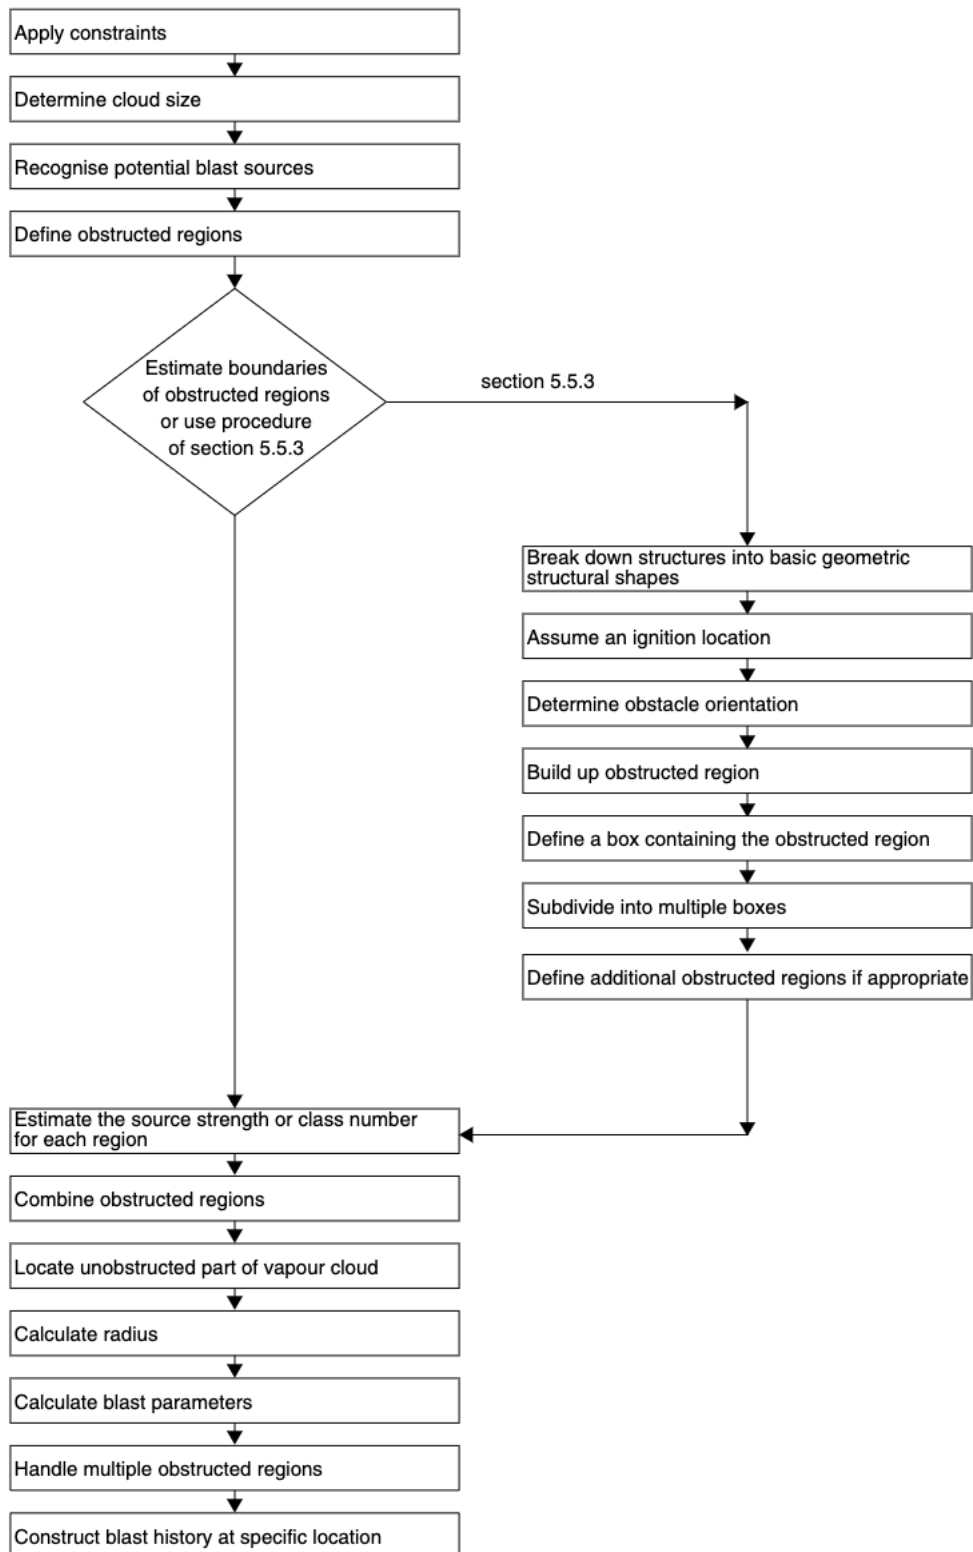 Apply constraints
Determine cloud size
Recognise potential blast sources
Define obstructed regions
Estimate boundaries
of obstructed regions
or use procedure
of section 5.5.3
section 5.5.3
Break down structures into basic geometric
structural shapes
Assume an ignition location
Determine obstacle orientation
Build up obstructed region
Define a box containing the obstructed region
Subdivide into multiple boxes
Define additional obstructed regions if appropriate
Estimate the source strength or class number
for each region
Combine obstructed regions
Locate unobstructed part of vapour cloud
Calculate radius
Calculate blast parameters
Handle multiple obstructed regions
Construct blast history at specific location